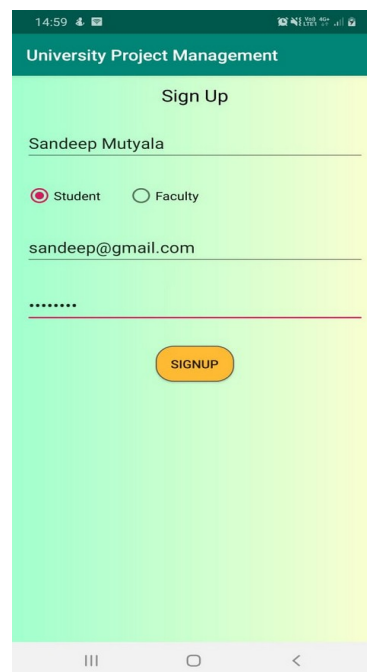 14:59
University Project Management
Sign Up
Sandeep Mutyala
Student Faculty
sandeep@gmail.com
••••••••
SIGNUP